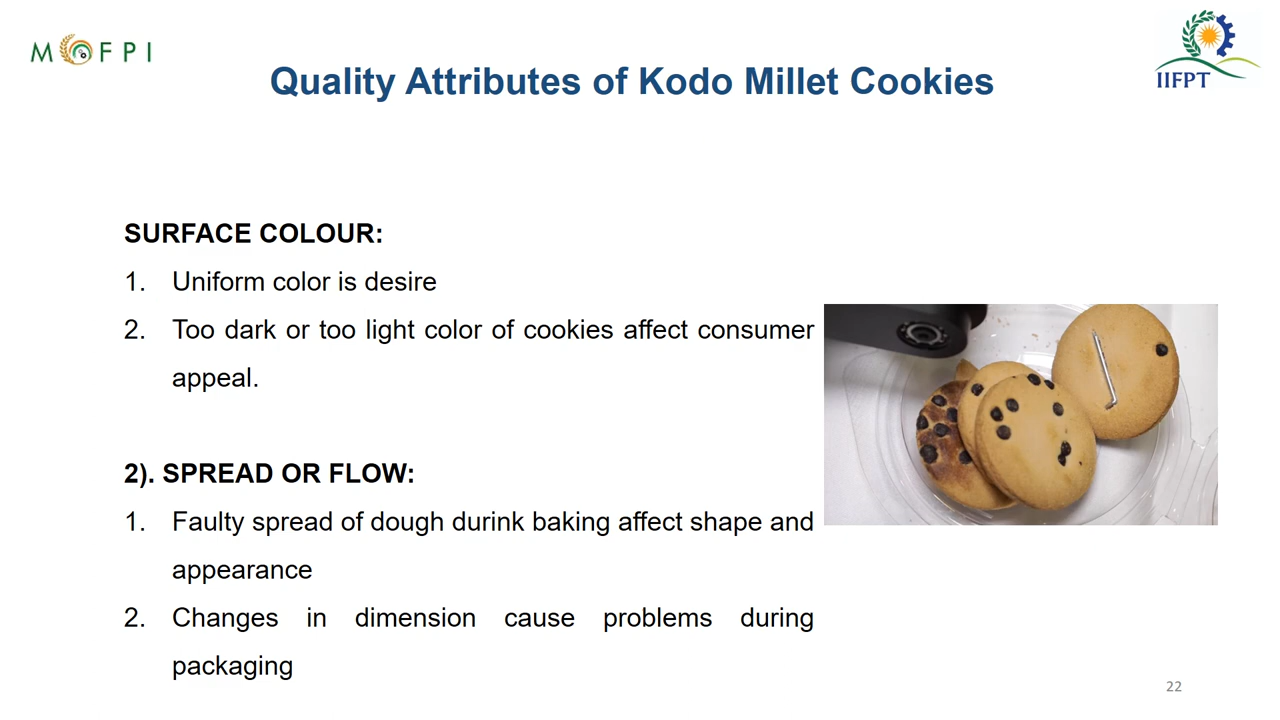 MOFPI
IIFPT
Quality Attributes of Kodo Millet Cookies
SURFACE COLOUR:
1. Uniform color is desire
2. Too dark or too light color of cookies affect consumer
appeal.
2). SPREAD OR FLOW:
1. Faulty spread of dough durink baking affect shape and
appearance
2. Changes in dimension cause problems during
packaging
22